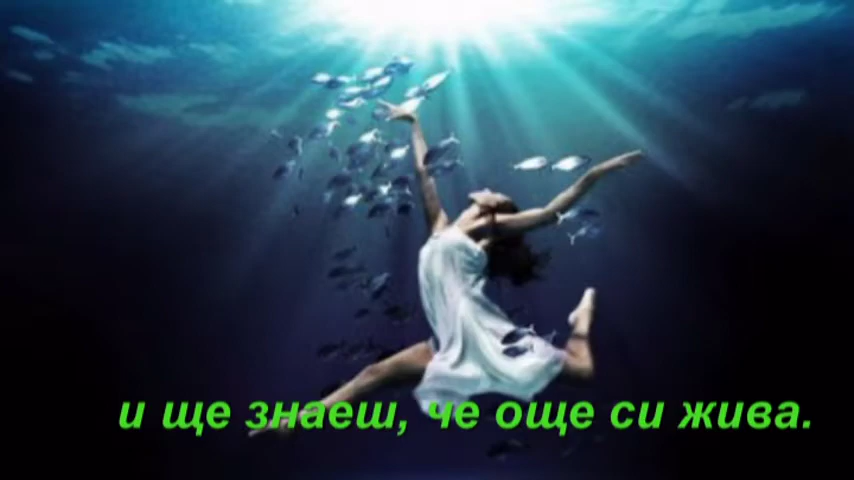 и ще знаеш, че още си жива.